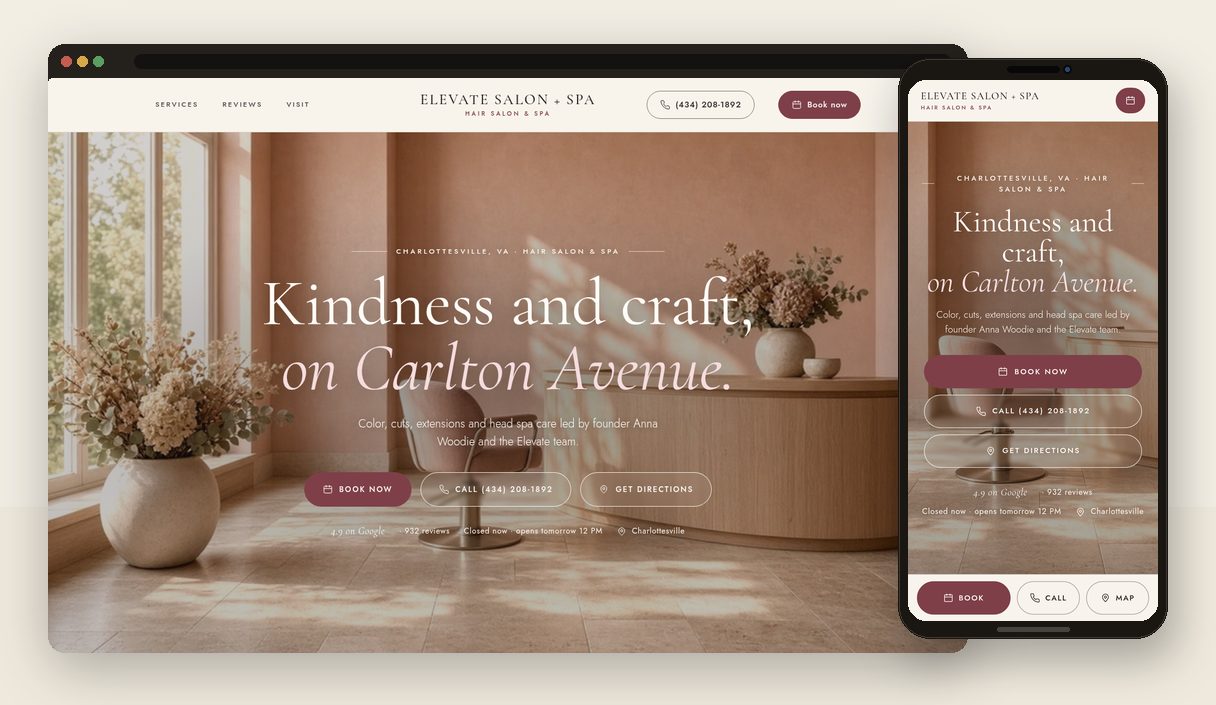 SERVICES REVIEWS VISIT
ELEVATE SALON + SPA
HAIR SALON & SPA
(434) 208-1892
Book now
CHARLOTTESVILLE, VA · HAIR SALON & SPA
Kindness and craft,
on Carlton Avenue.
Color, cuts, extensions and head spa care led by founder Anna
Woodie and the Elevate team.
BOOK NOW
CALL (434) 208-1892
GET DIRECTIONS
4.9 on Google · 932 reviews Closed now · opens tomorrow 12 PM Charlottesville
ELEVATE SALON + SPA
HAIR SALON & SPA
CHARLOTTESVILLE, VA · HAIR
SALON & SPA
Kindness and
craft,
on Carlton Avenue.
Color, cuts, extensions and head spa care led by
founder Anna Woodie and the Elevate team.
BOOK NOW
CALL (434) 208-1892
GET DIRECTIONS
4.9 on Google · 932 reviews
Closed now · opens tomorrow 12 PM Charlottesville
BOOK
CALL
MAP